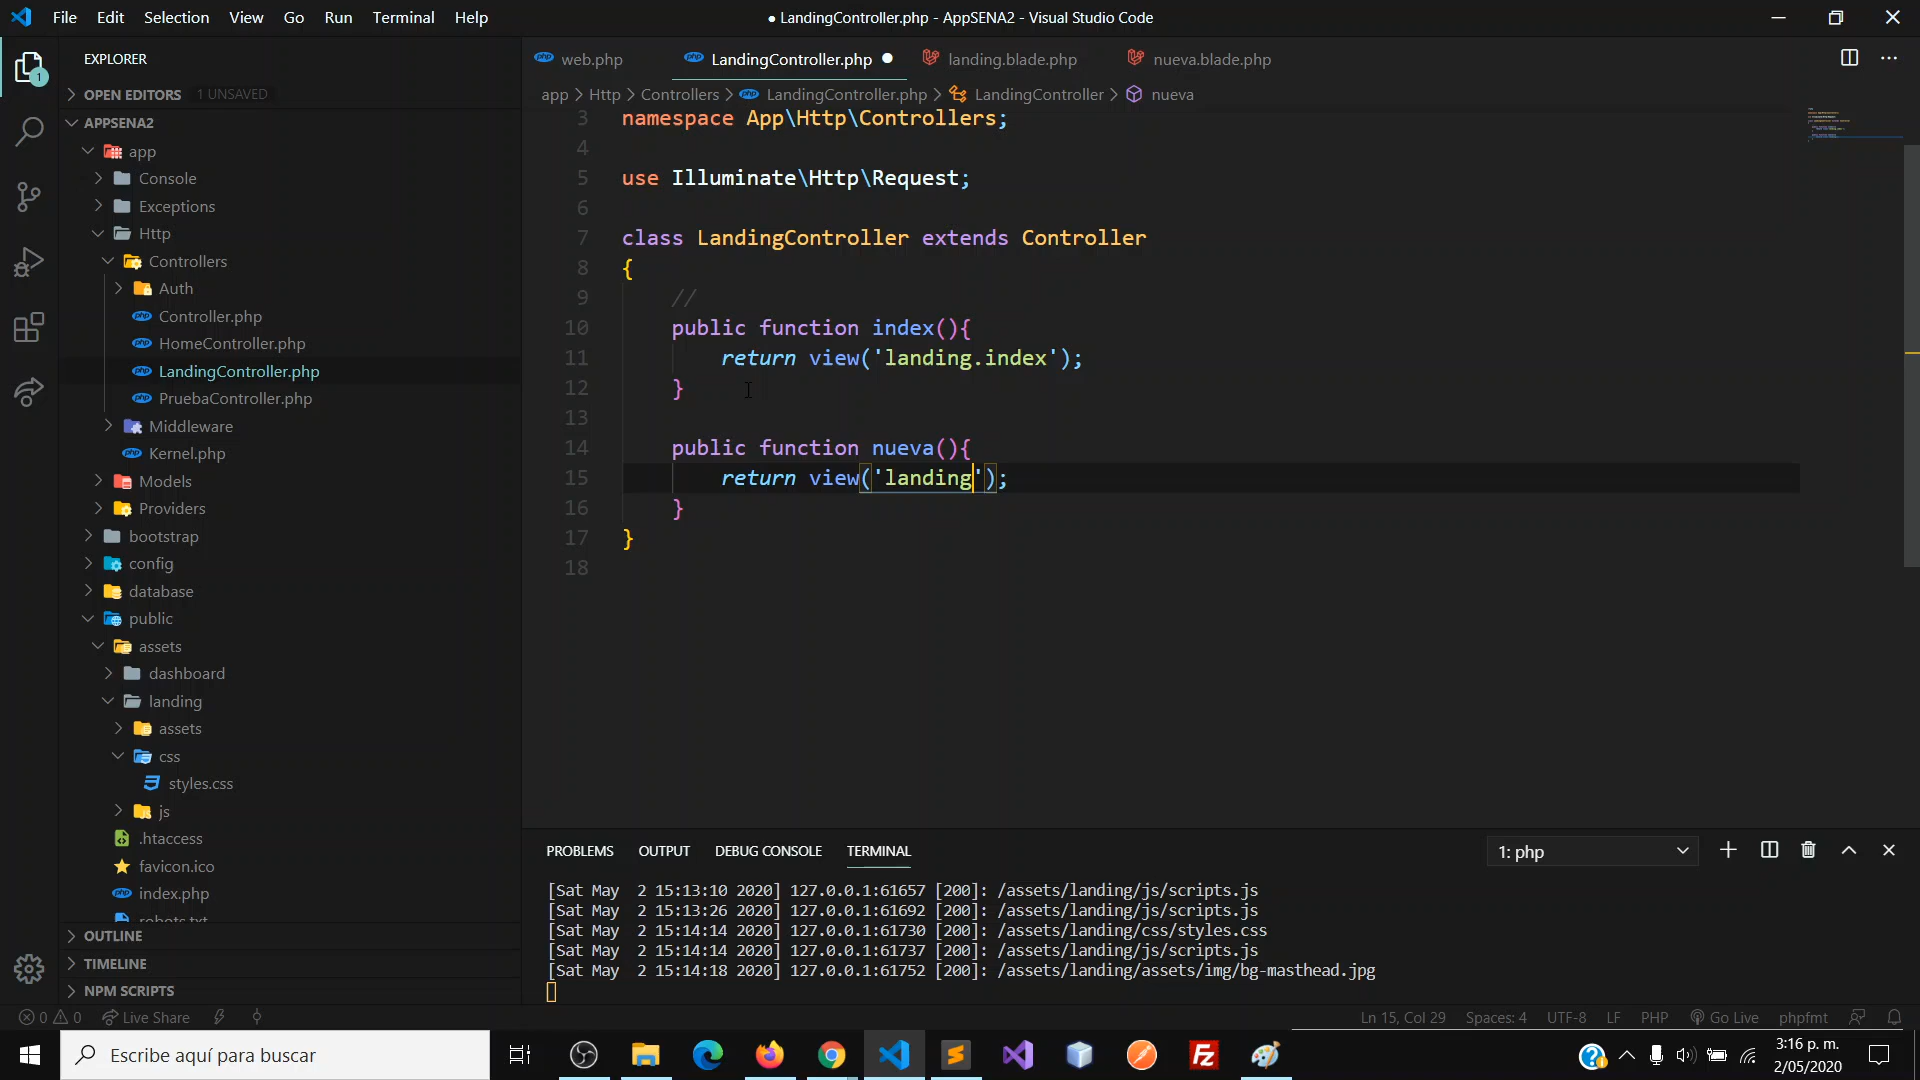 File Edit Selection View Go Run Terminal Help
● LandingController.php - AppSENA2 - Visual Studio Code
EXPLORER
OPEN EDITORS 1 UNSAVED
APPSENA2
app
Console
Exceptions
Http
Controllers
Auth
Controller.php
HomeController.php
LandingController.php
PruebaController.php
Middleware
Kernel.php
Models
Providers
bootstrap
config
database
public
assets
dashboard
landing
assets
css
styles.css
js
.htaccess
favicon.ico
index.php
robots.txt
OUTLINE
TIMELINE
NPM SCRIPTS
web.php LandingController.php landing.blade.php nueva.blade.php
app > Http > Controllers > LandingController.php > LandingController > nueva
3 namespace App\Http\Controllers;
4
5 use Illuminate\Http\Request;
6
7 class LandingController extends Controller
8 {
9 //
10 public function index(){
11 return view('landing.index');
12 }
13
14 public function nueva(){
15 return view('landing');
16 }
17 }
18
PROBLEMS OUTPUT DEBUG CONSOLE TERMINAL
1: php
[Sat May  2 15:13:10 2020] 127.0.0.1:61657 [200]: /assets/landing/js/scripts.js
[Sat May  2 15:13:26 2020] 127.0.0.1:61692 [200]: /assets/landing/js/scripts.js
[Sat May  2 15:14:14 2020] 127.0.0.1:61730 [200]: /assets/landing/css/styles.css
[Sat May  2 15:14:14 2020] 127.0.0.1:61737 [200]: /assets/landing/js/scripts.js
[Sat May  2 15:14:18 2020] 127.0.0.1:61752 [200]: /assets/landing/assets/img/bg-masthead.jpg
0 0 Live Share
Ln 15, Col 29 Spaces: 4 UTF-8 LF PHP Go Live phpfmt
Escribe aquí para buscar
3:16 p. m.
2/05/2020